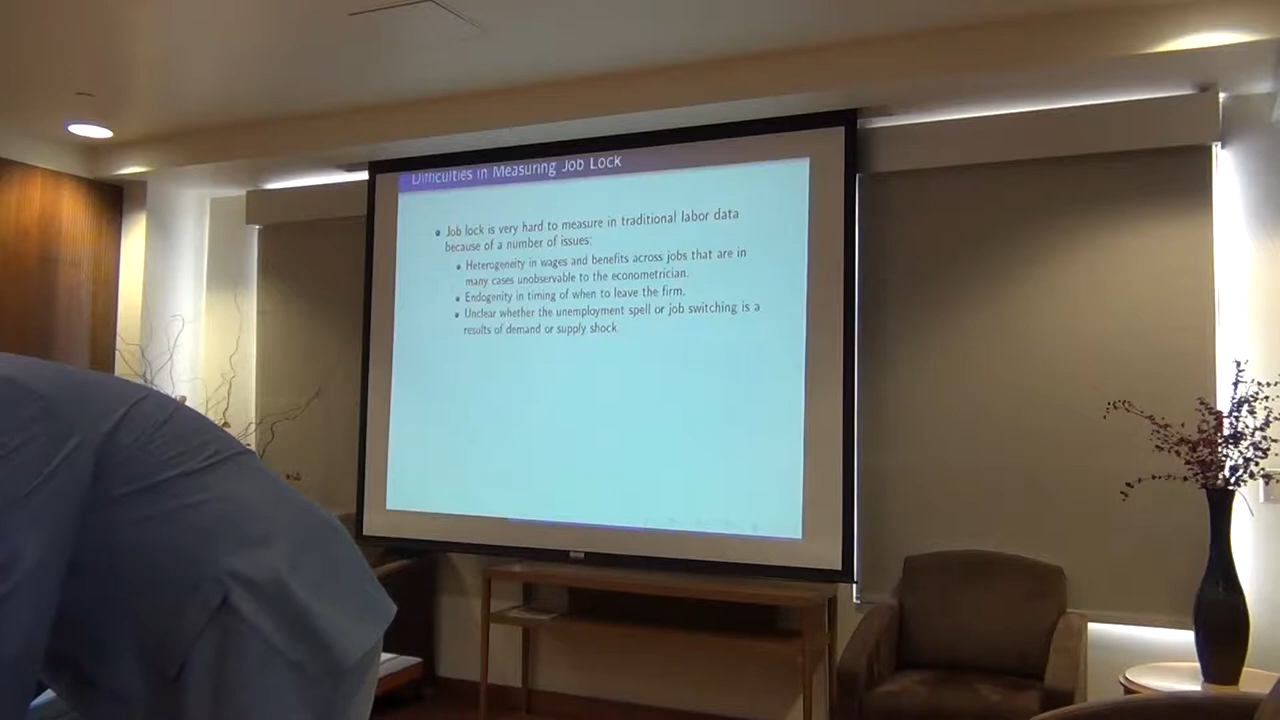 Difficulties in Measuring Job Lock
Job lock is very hard to measure in traditional labor data
because of a number of issues:
Heterogeneity in wages and benefits across jobs that are in
many cases unobservable to the econometrician.
Endogenity in timing of when to leave the firm.
Unclear whether the unemployment spell or job switching is a
results of demand or supply shock.